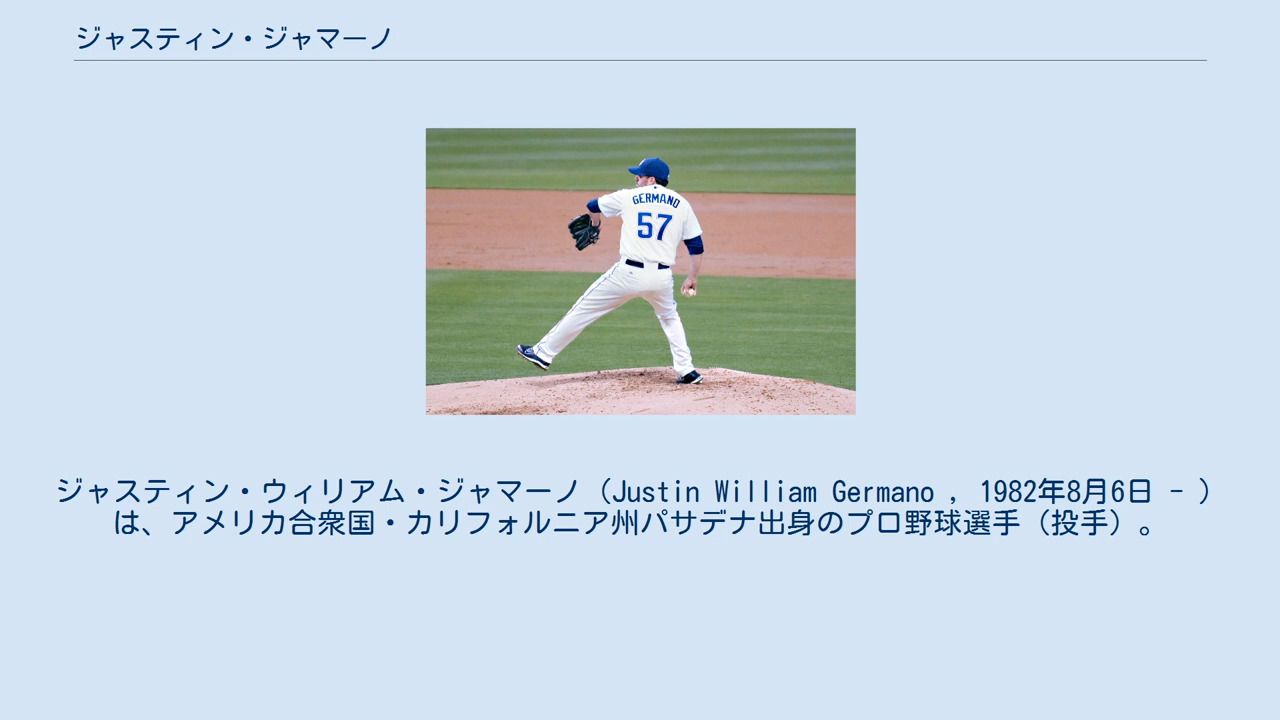 ジャスティン・ジャマーノ
GERMANO
57
ジャスティン・ウィリアム・ジャマーノ（Justin William Germano , 1982年8月6日 - ）
は、アメリカ合衆国・カリフォルニア州パサデナ出身のプロ野球選手（投手）。